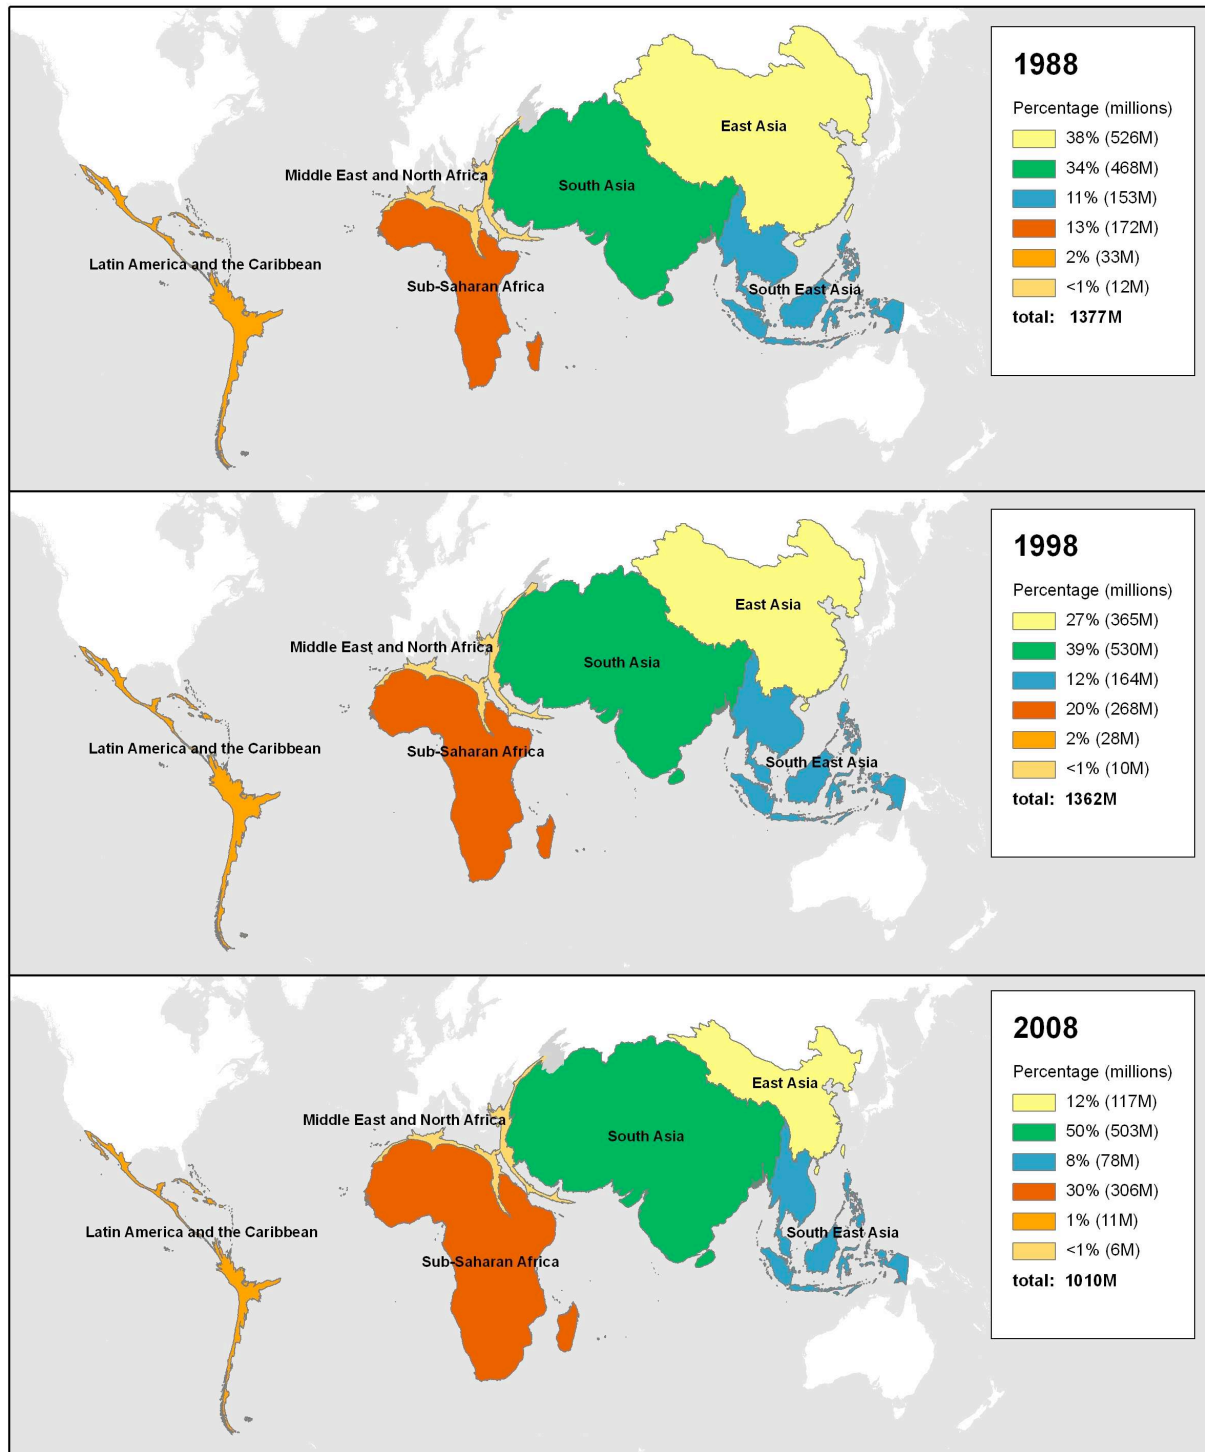 1988
Percentage (millions)
38% (526M)
34% (468M)
11% (153M)
13% (172M)
2% (33M)
<1% (12M)
total: 1377M
East Asia
Middle East and North Africa
South Asia
Latin America and the Caribbean
Sub-Saharan Africa
South East Asia
1998
Percentage (millions)
27% (365M)
39% (530M)
12% (164M)
20% (268M)
2% (28M)
<1% (10M)
total: 1362M
East Asia
Middle East and North Africa
South Asia
Latin America and the Caribbean
Sub-Saharan Africa
South East Asia
2008
Percentage (millions)
12% (117M)
50% (503M)
8% (78M)
30% (306M)
1% (11M)
<1% (6M)
total: 1010M
East Asia
Middle East and North Africa
South Asia
Latin America and the Caribbean
Sub-Saharan Africa
South East Asia